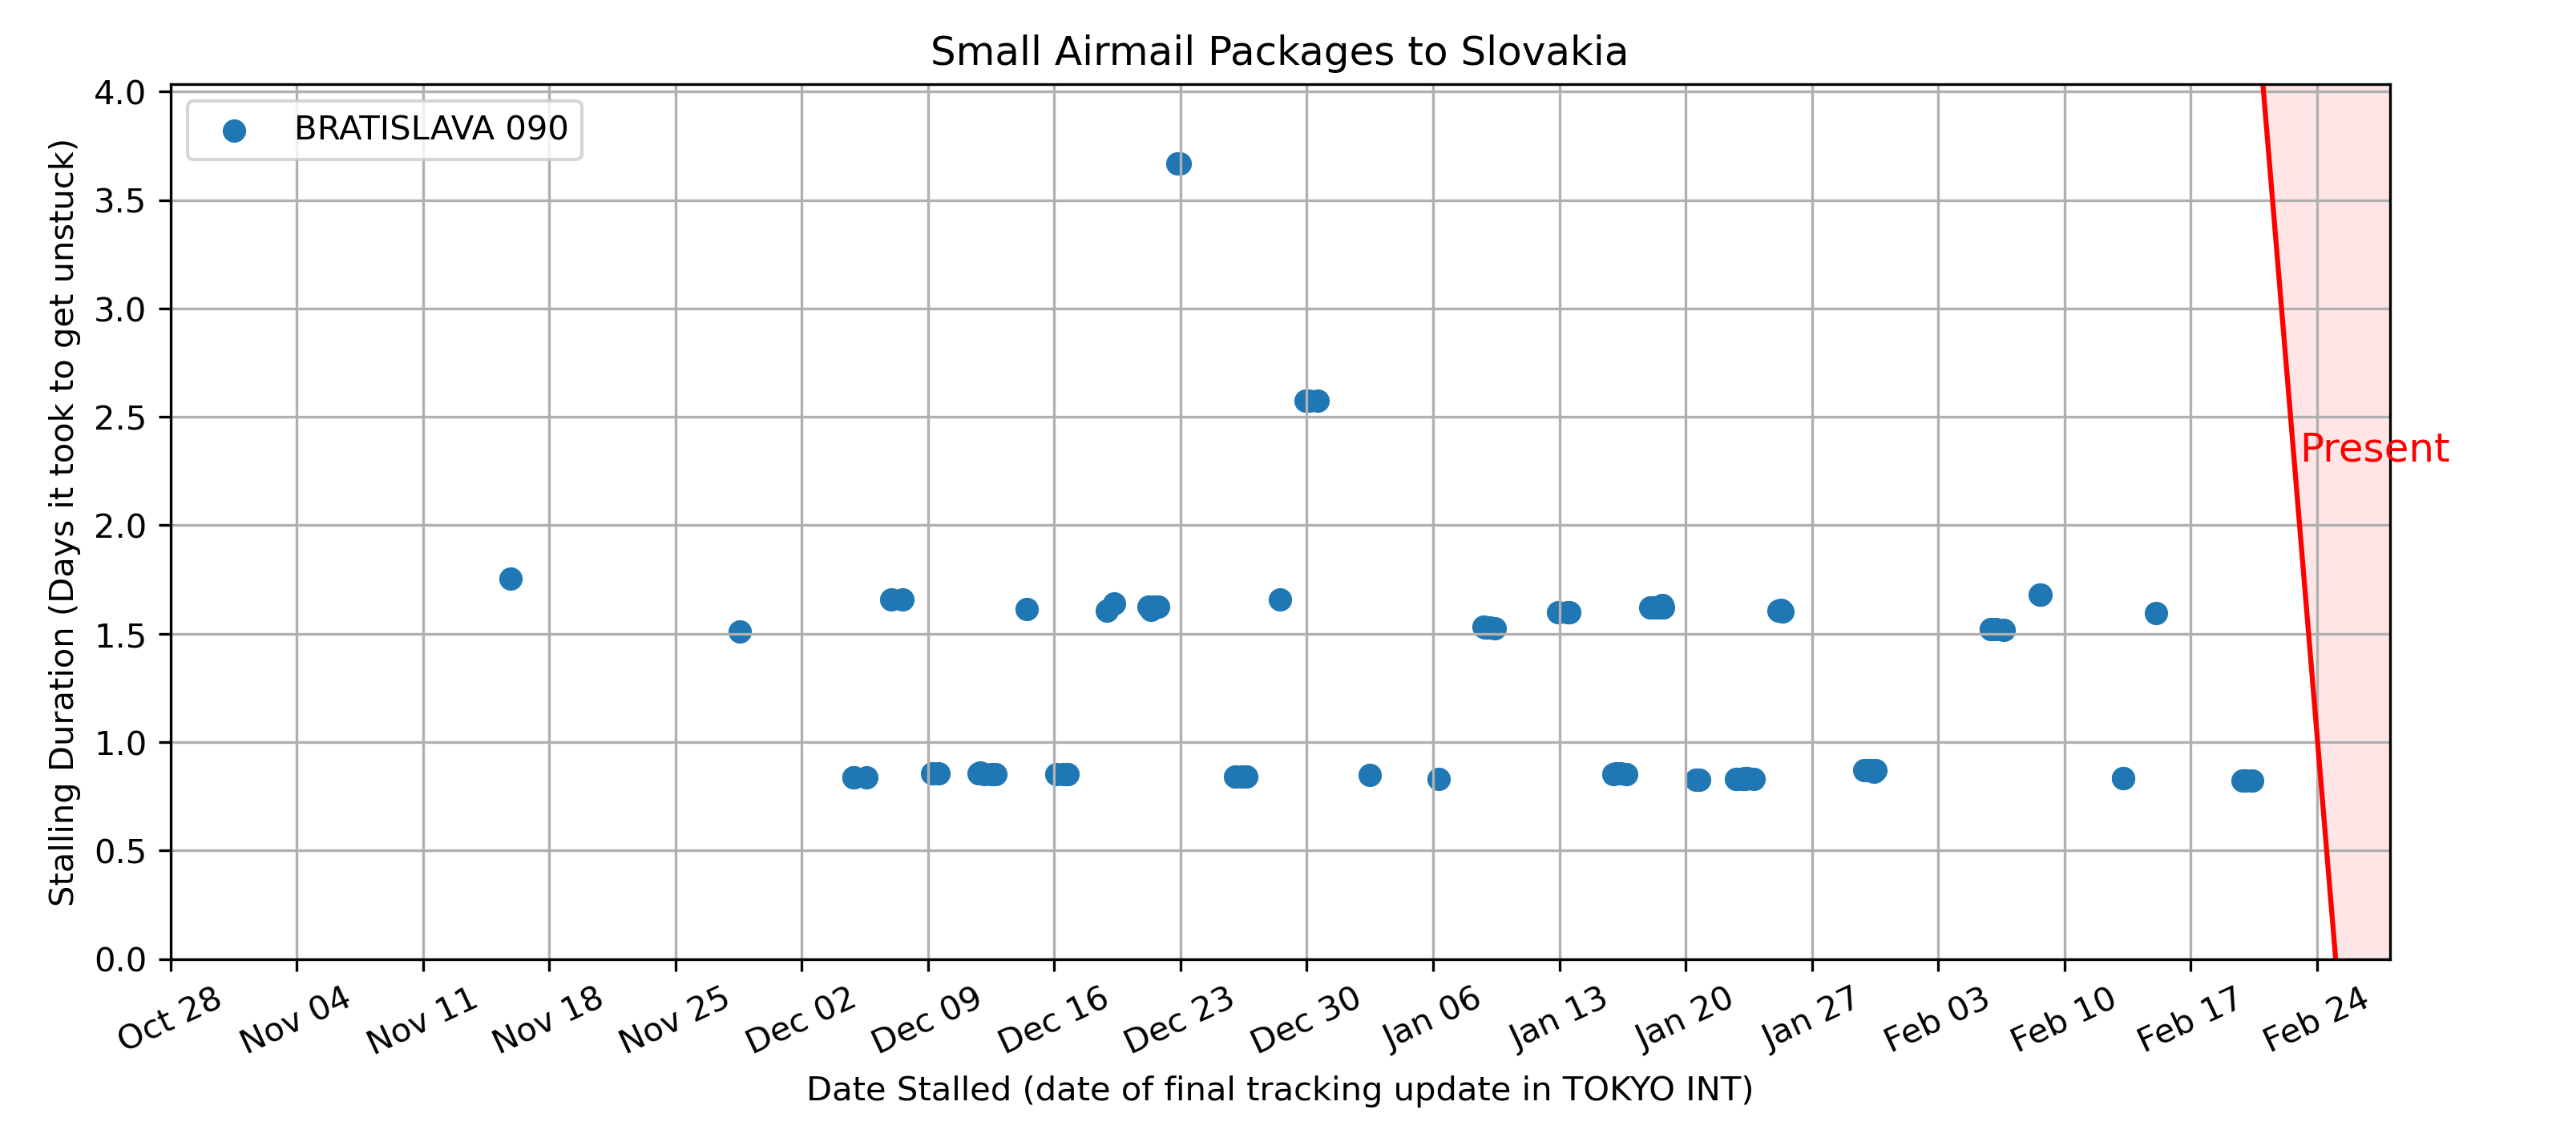 Small Airmail Packages to Slovakia
BRATISLAVA 090
Stalling Duration (Days it took to get unstuck)
4.0
3.5
3.0
2.5
2.0
1.5
1.0
0.5
0.0
Present
Oct 28 Nov 04 Nov 11 Nov 18 Nov 25 Dec 02 Dec 09 Dec 16 Dec 23 Dec 30 Jan 06 Jan 13 Jan 20 Jan 27 Feb 03 Feb 10 Feb 17 Feb 24
Date Stalled (date of final tracking update in TOKYO INT)